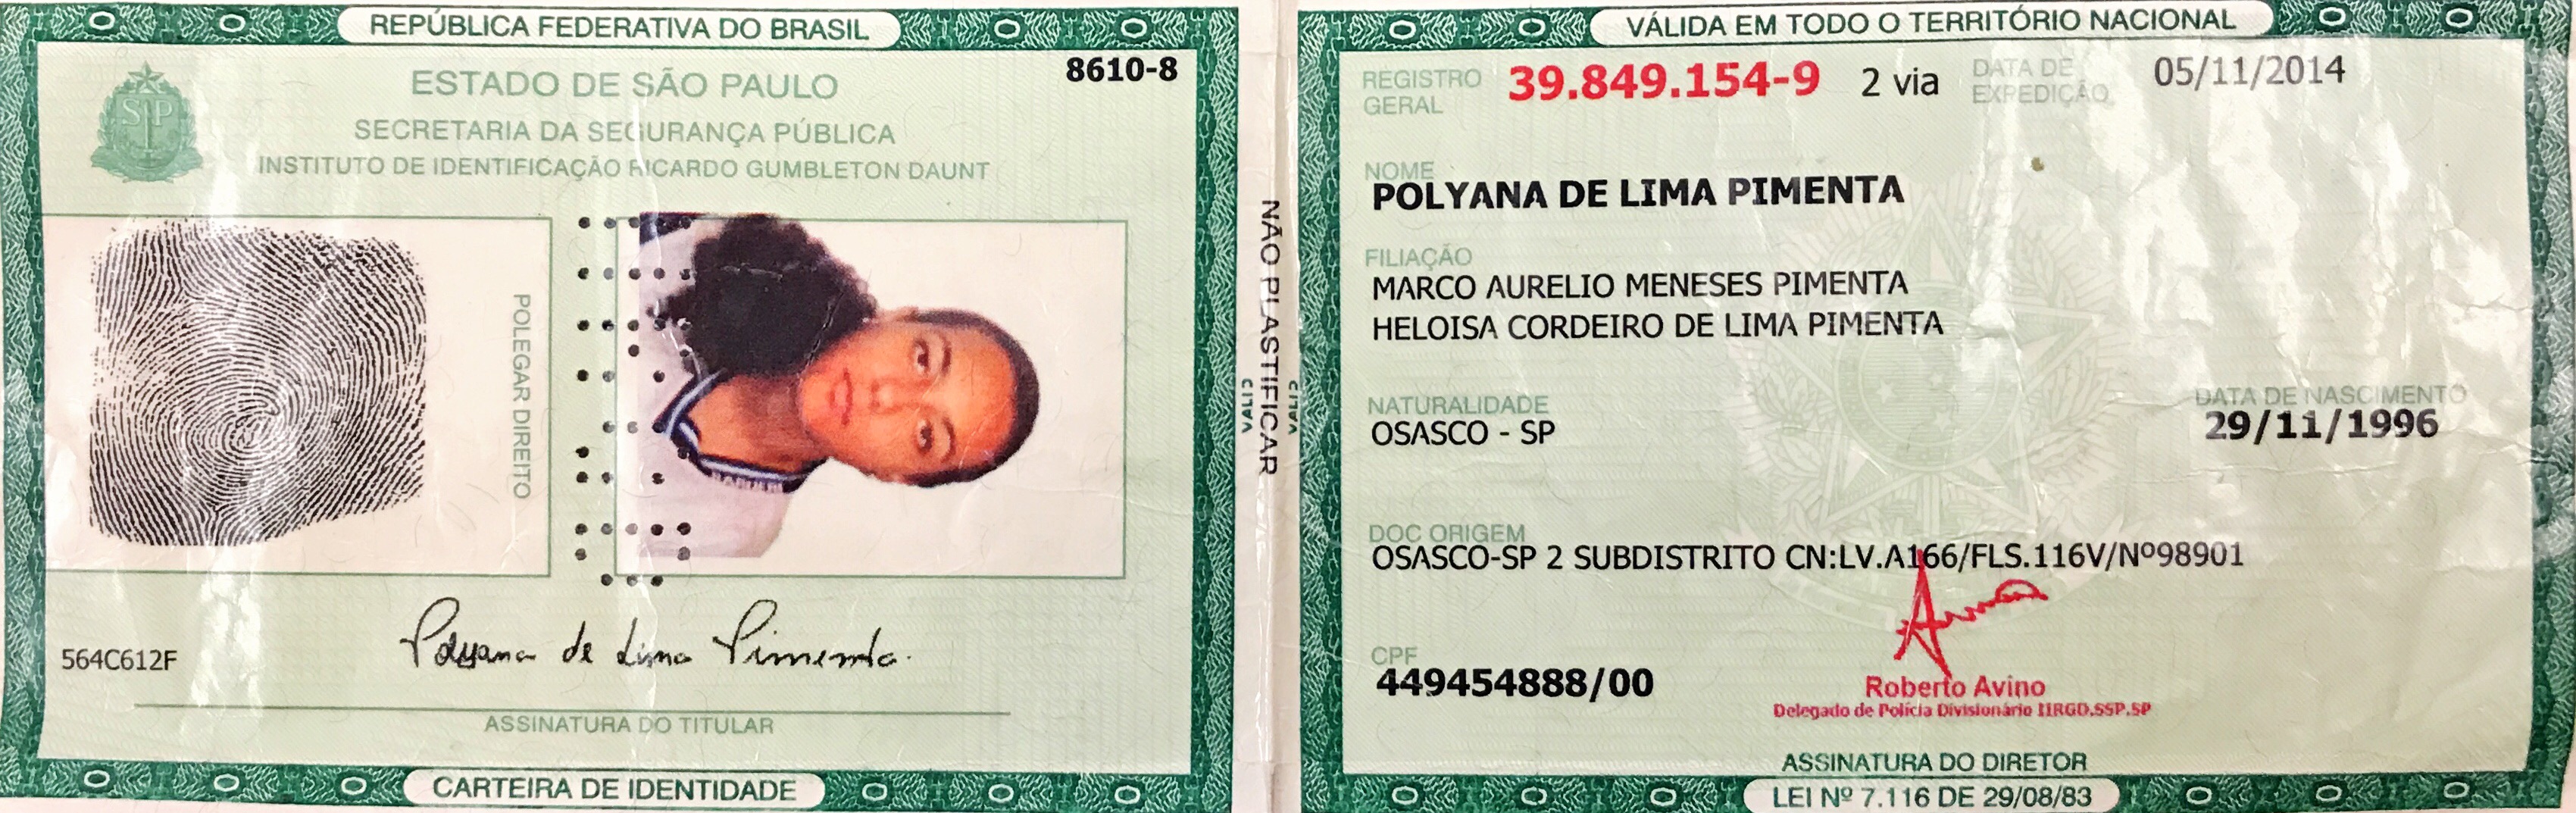 REPÚBLICA FEDERATIVA DO BRASIL
8610-8
ESTADO DE SÃO PAULO
SECRETARIA DA SEGURANÇA PÚBLICA
INSTITUTO DE IDENTIFICAÇÃO RICARDO GUMBLETON DAUNT
SP
POLEGAR DIREITO
Polyana de Lima Pimenta
564C612F
ASSINATURA DO TITULAR
CARTEIRA DE IDENTIDADE
NÃO PLASTIFICAR
VÁLIDA EM TODO O TERRITÓRIO NACIONAL
REGISTRO GERAL 39.849.154-9 2 via DATA DE EXPEDIÇÃO 05/11/2014
NOME
POLYANA DE LIMA PIMENTA
FILIAÇÃO
MARCO AURELIO MENESES PIMENTA
HELOISA CORDEIRO DE LIMA PIMENTA
NATURALIDADE
OSASCO - SP
DATA DE NASCIMENTO
29/11/1996
DOC ORIGEM
OSASCO-SP 2 SUBDISTRITO CN:LV.A166/FLS.116V/Nº98901
CPF
449454888/00
Roberto Avino
Delegado de Polícia Divisionário IIRGD.SSP.SP
ASSINATURA DO DIRETOR
LEI Nº 7.116 DE 29/08/83